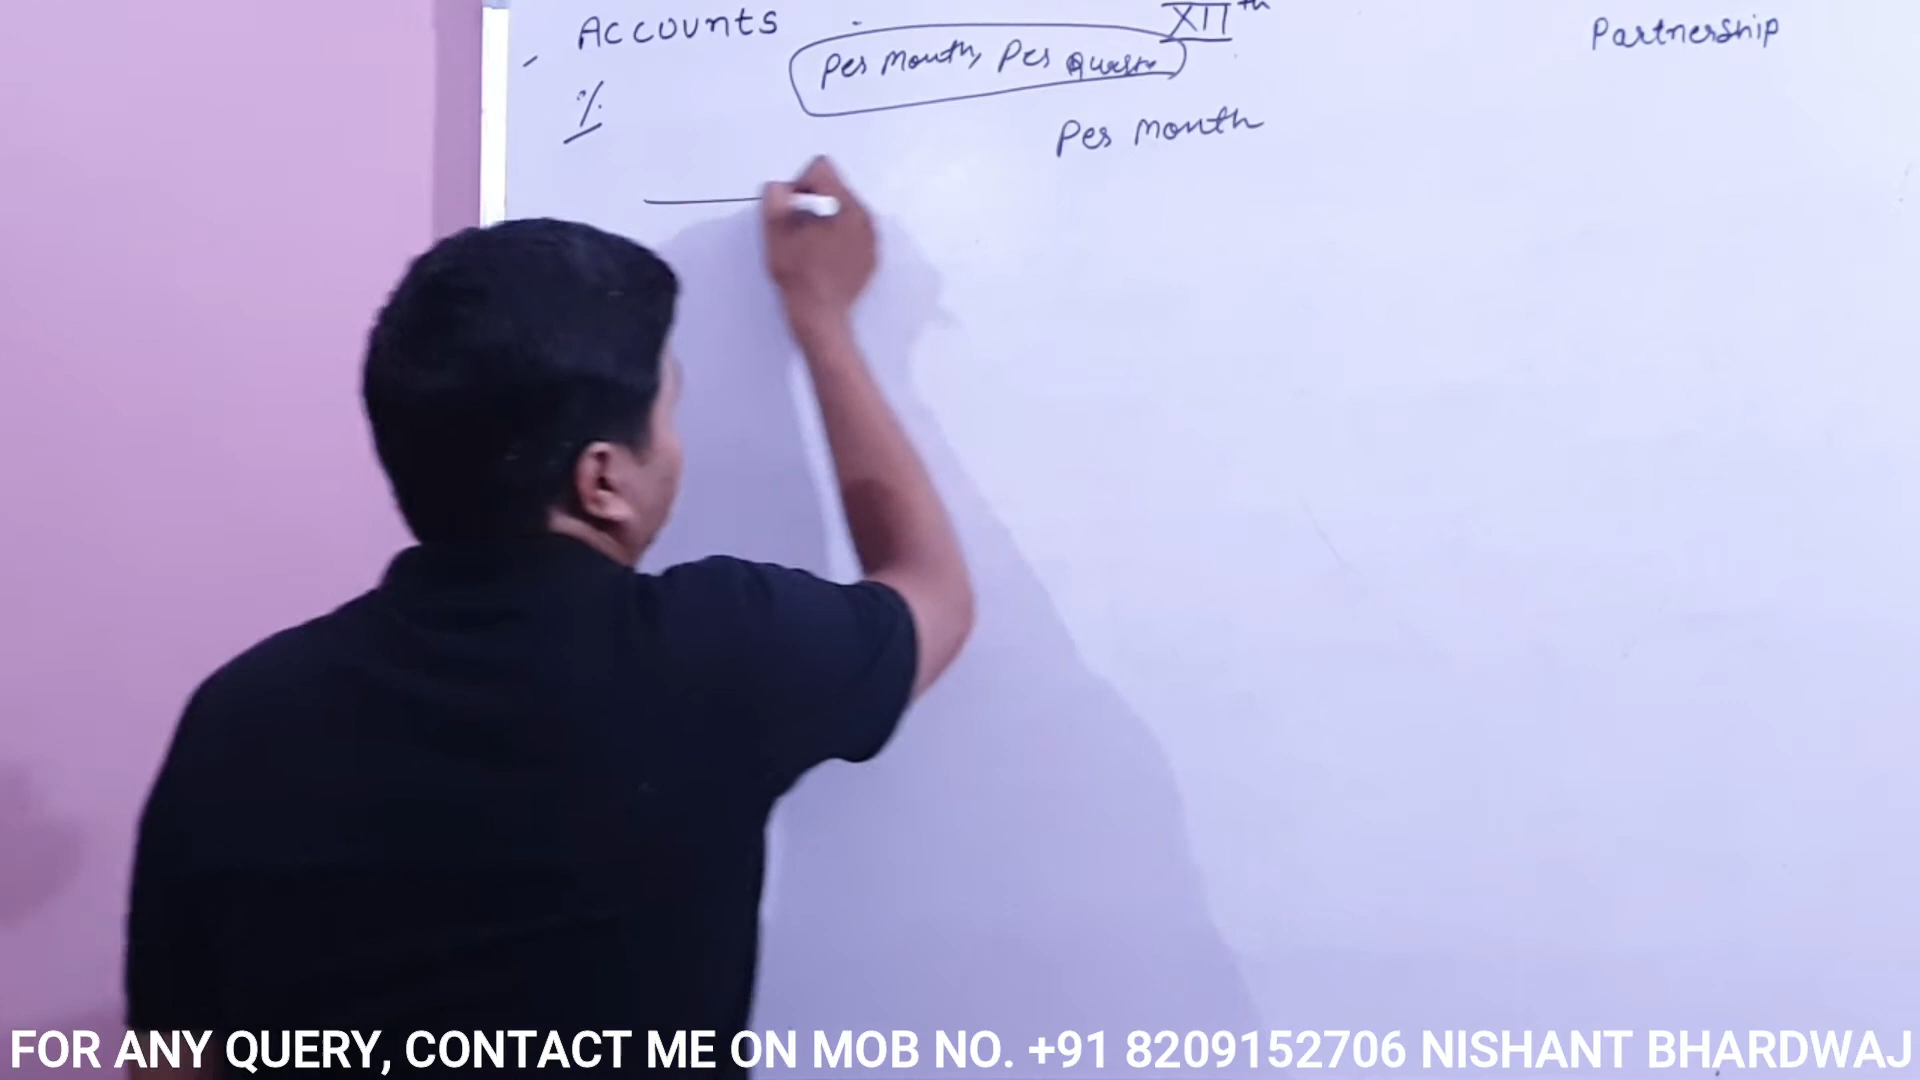 Accounts XIIth Partnership
Per Month, Per
%
Per Month
FOR ANY QUERY, CONTACT ME ON MOB NO. +91 8209152706 NISHANT BHARDWAJ